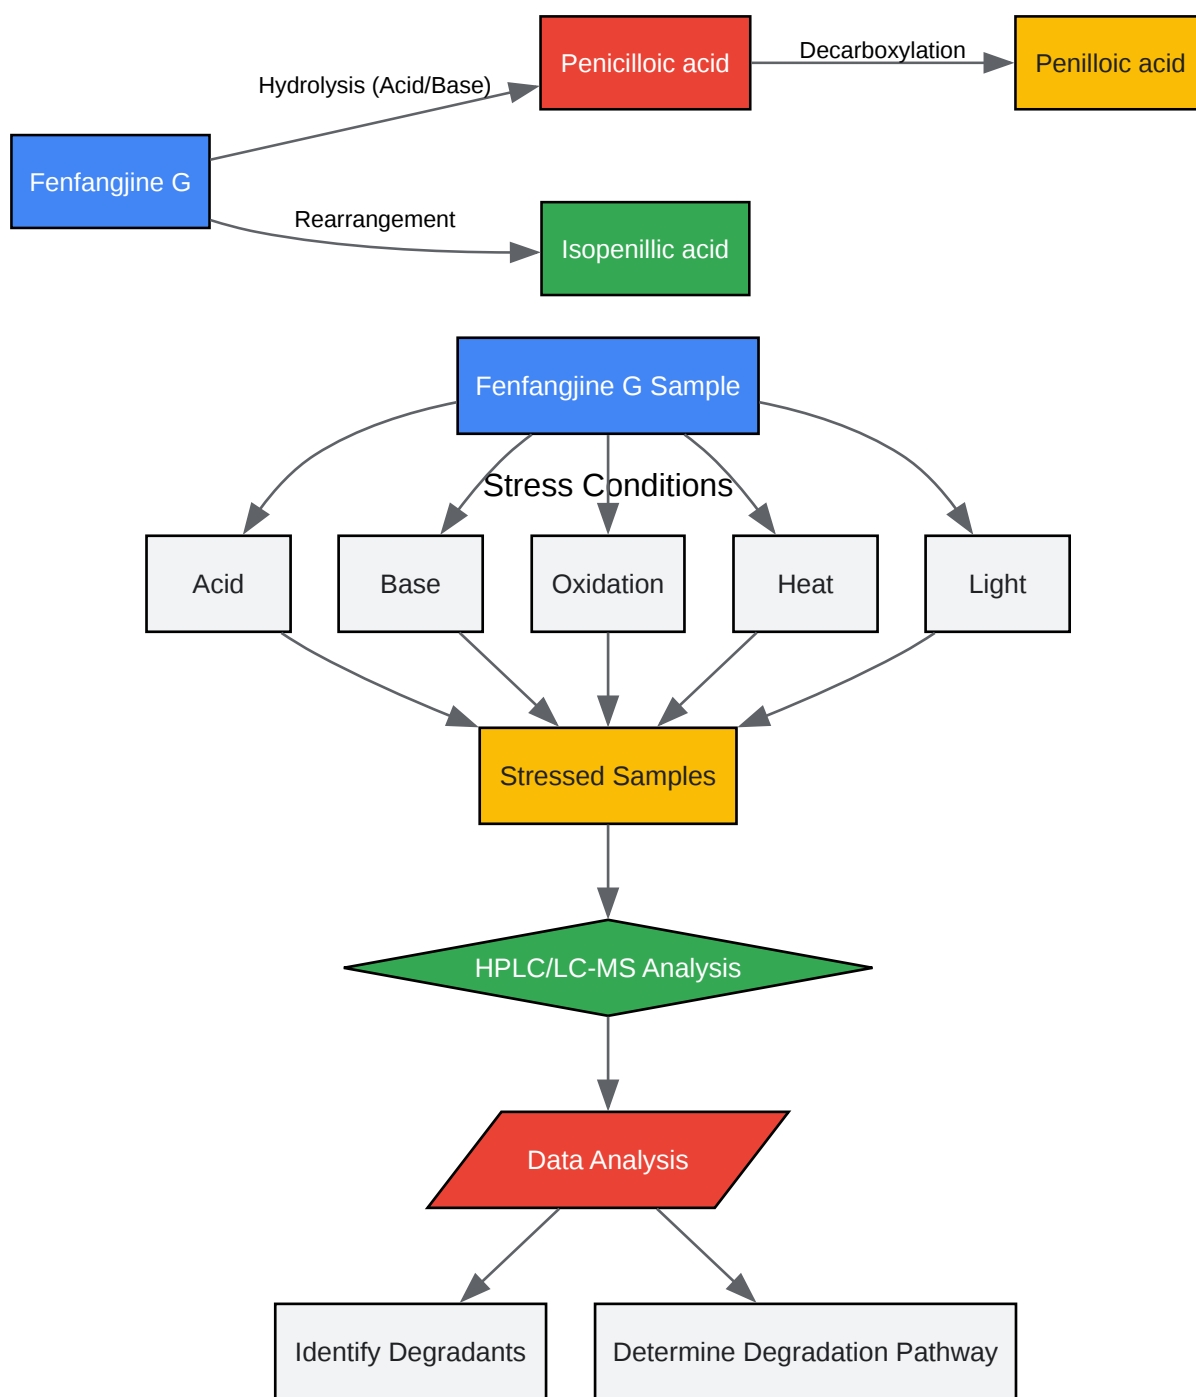 Penicilloic acid
Decarboxylation
Penilloic acid
Hydrolysis (Acid/Base)
Fenfangjine G
Rearrangement
Isopenillic acid
Fenfangjine G Sample
Stress Conditions
Acid
Base
Oxidation
Heat
Light
Stressed Samples
HPLC/LC-MS Analysis
Data Analysis
Identify Degradants
Determine Degradation Pathway